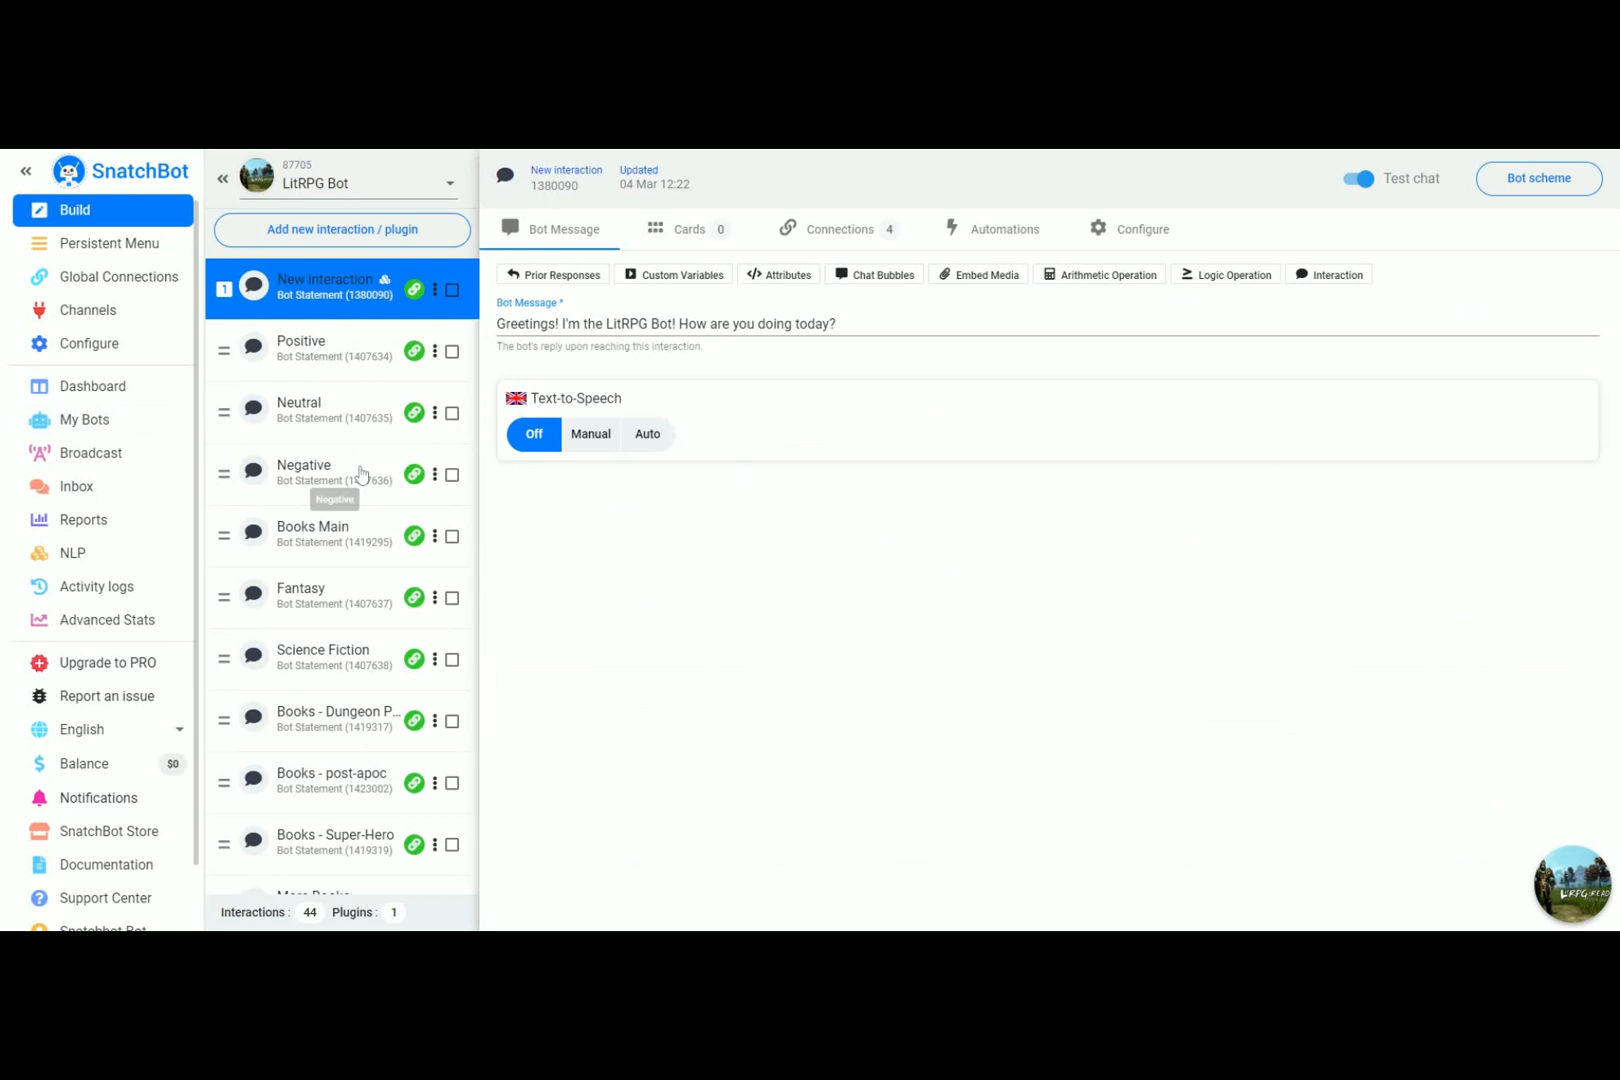 SnatchBot
Build
Persistent Menu
Global Connections
Channels
Configure
Dashboard
My Bots
Broadcast
Inbox
Reports
NLP
Activity logs
Advanced Stats
Upgrade to PRO
Report an issue
English
Balance $0
Notifications
SnatchBot Store
Documentation
Support Center
Snatchbot Bot
87705
LitRPG Bot
Add new interaction / plugin
1
New interaction
Bot Statement (1380090)
Positive
Bot Statement (1407634)
Neutral
Bot Statement (1407635)
Negative
Bot Statement
Negative
Books Main
Bot Statement (1419295)
Fantasy
Bot Statement (1407637)
Science Fiction
Bot Statement (1407638)
Books - Dungeon P...
Bot Statement (1419317)
Books - post-apoc
Bot Statement (1423002)
Books - Super-Hero
Bot Statement (1419319)
More Books
Interactions : 44 Plugins : 1
New interaction
1380090
Updated
04 Mar 12:22
Test chat
Bot scheme
Bot Message
Cards 0
Connections 4
Automations
Configure
Prior Responses
Custom Variables
</> Attributes
Chat Bubbles
Embed Media
Arithmetic Operation
Logic Operation
Interaction
Bot Message *
Greetings! I'm the LitRPG Bot! How are you doing today?
The bot's reply upon reaching this interaction.
Text-to-Speech
Off Manual Auto